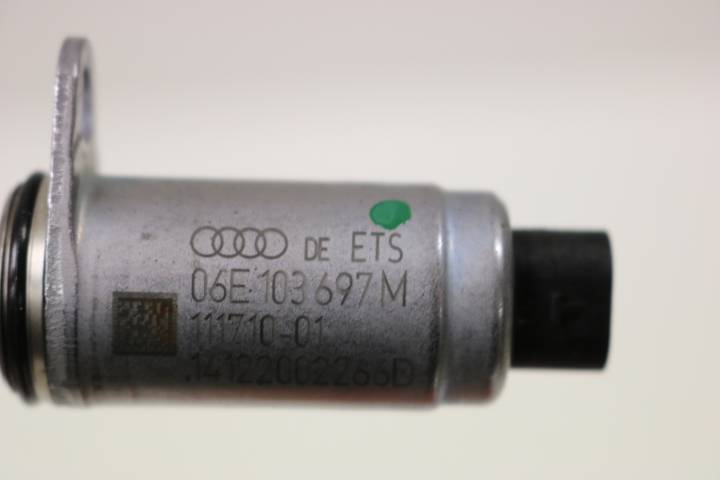 DE ETS
06E 103 697 M
111710-01
.14122002266D